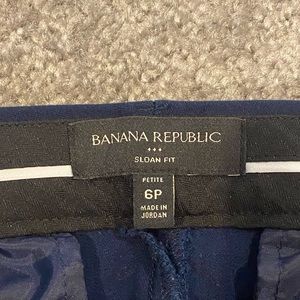 BANANA REPUBLIC
SLOAN FIT
PETITE
6P
MADE IN
JORDAN